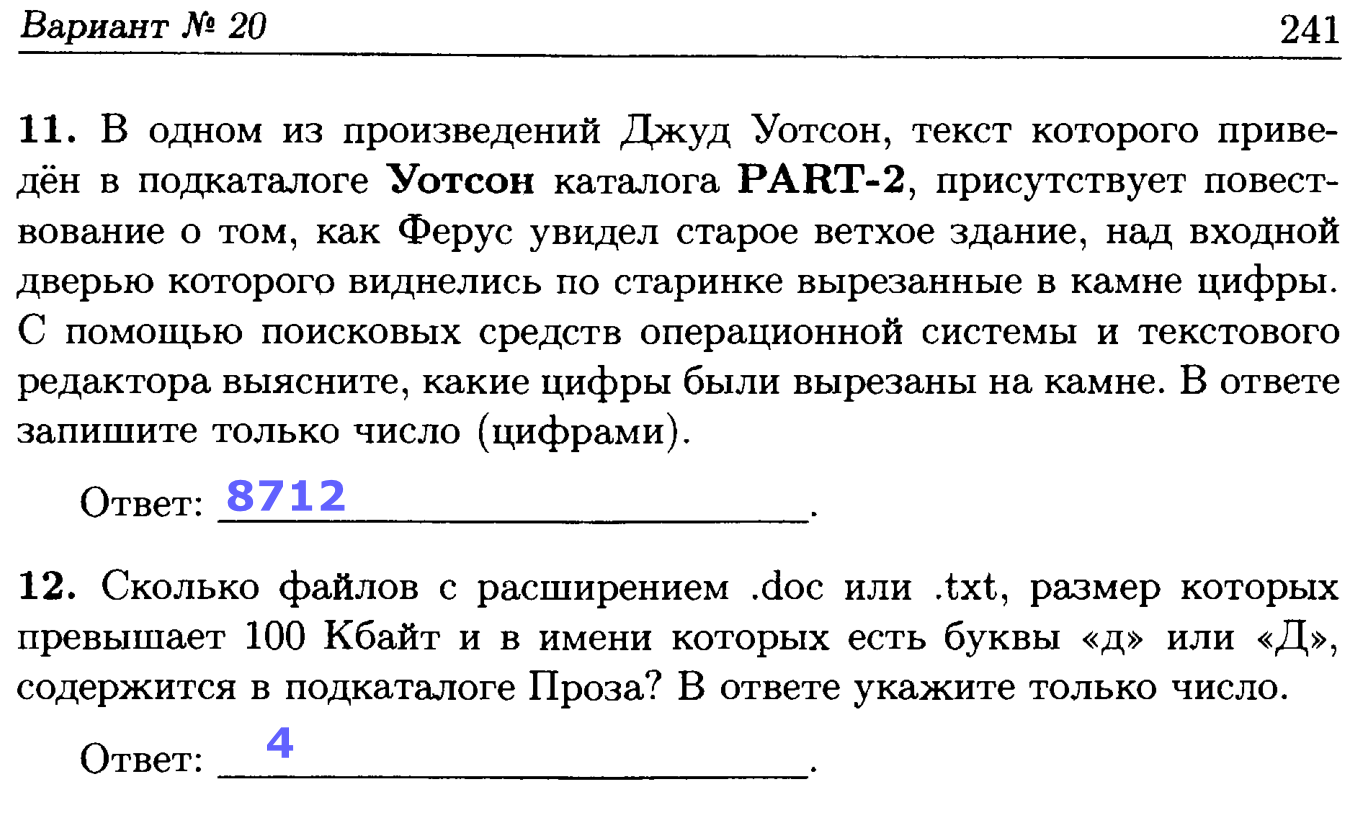 Вариант № 20 241
11. В одном из произведений Джуд Уотсон, текст которого приве-
дён в подкаталоге Уотсон каталога PART-2, присутствует повест-
вование о том, как Ферус увидел старое ветхое здание, над входной
дверью которого виднелись по старинке вырезанные в камне цифры.
С помощью поисковых средств операционной системы и текстового
редактора выясните, какие цифры были вырезаны на камне. В ответе
запишите только число (цифрами).
Ответ: 8712.
12. Сколько файлов с расширением .doc или .txt, размер которых
превышает 100 Кбайт и в имени которых есть буквы «д» или «Д»,
содержится в подкаталоге Проза? В ответе укажите только число.
Ответ: 4.